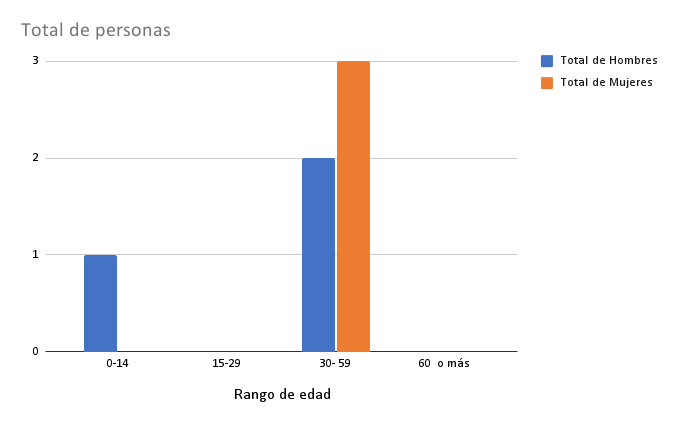 Total de personas
3
2
1
0
0-14
15-29
30- 59
60 o más
Rango de edad
Total de Hombres
Total de Mujeres